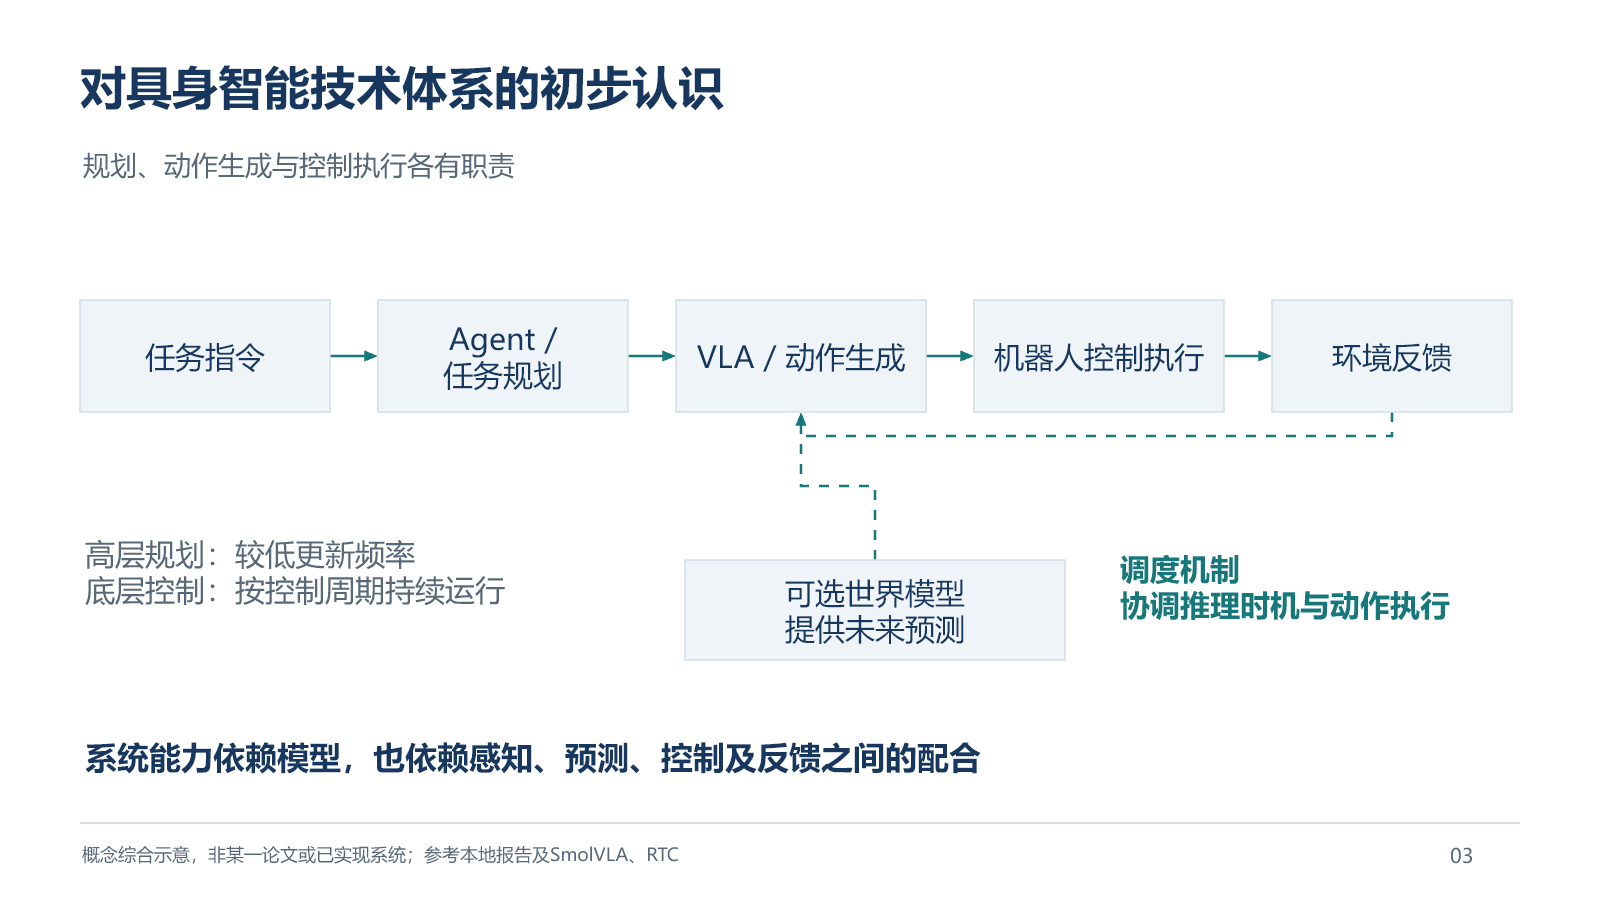 对具身智能技术体系的初步认识
规划、动作生成与控制执行各有职责
任务指令
Agent /
任务规划
VLA / 动作生成
机器人控制执行
环境反馈
高层规划：较低更新频率
底层控制：按控制周期持续运行
可选世界模型
提供未来预测
调度机制
协调推理时机与动作执行
系统能力依赖模型，也依赖感知、预测、控制及反馈之间的配合
概念综合示意，非某一论文或已实现系统；参考本地报告及SmolVLA、RTC
03